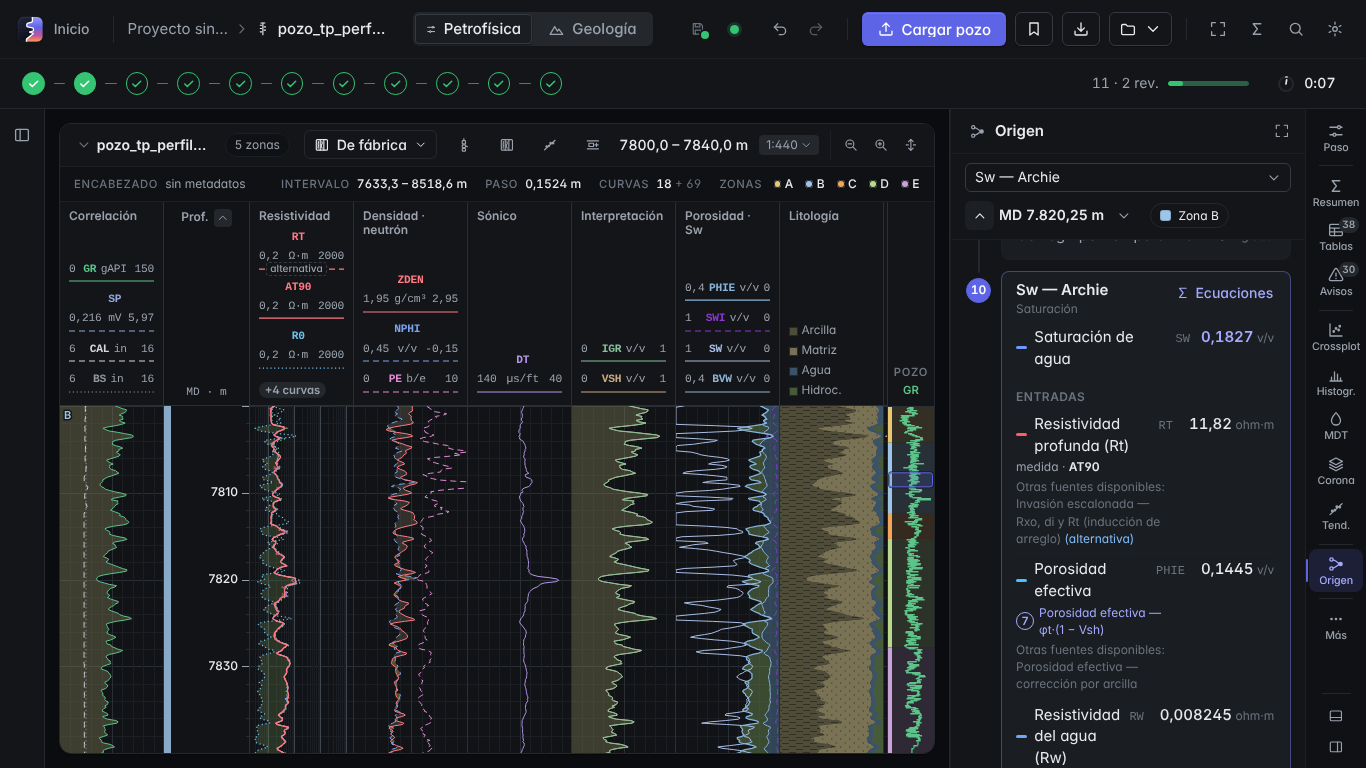 Inicio
Proyecto sin...
pozo_tp_perf...
Petrofísica
Geología
Cargar pozo
11 · 2 rev.
0:07
pozo_tp_perfil...
5 zonas
De fábrica
7800,0 – 7840,0 m
1:440
ENCABEZADO sin metadatos
INTERVALO 7633,3 – 8518,6 m
PASO 0,1524 m
CURVAS 18 + 69
ZONAS A B C D E
Correlación
0 GR gAPI 150
SP
0,216 mV 5,97
6 CAL in 16
6 BS in 16
Prof.
MD · m
Resistividad
RT
0,2 Ω·m 2000
alternativa
AT90
0,2 Ω·m 2000
R0
0,2 Ω·m 2000
+4 curvas
Densidad ·
neutrón
ZDEN
1,95 g/cm³ 2,95
NPHI
0,45 v/v -0,15
0 PE b/e 10
Sónico
DT
140 µs/ft 40
Interpretación
0 IGR v/v 1
0 VSH v/v 1
Porosidad ·
Sw
0,4 PHIE v/v 0
1 SWI v/v 0
1 SW v/v 0
0,4 BVW v/v 0
Litología
Arcilla
Matriz
Agua
Hidroc.
POZO
GR
B
7810
7820
7830
Origen
Sw — Archie
MD 7.820,25 m
Zona B
10
Sw — Archie
Σ Ecuaciones
Saturación
Saturación de
agua
SW 0,1827 v/v
ENTRADAS
Resistividad
profunda (Rt)
RT 11,82 ohm·m
medida · AT90
Otras fuentes disponibles:
Invasión escalonada —
Rxo, di y Rt (inducción de
arreglo) (alternativa)
Porosidad
efectiva
PHIE 0,1445 v/v
7
Porosidad efectiva —
φt·(1 − Vsh)
Otras fuentes disponibles:
Porosidad efectiva —
corrección por arcilla
Resistividad
del agua
(Rw)
RW 0,008245 ohm·m
Paso
Resumen
38
Tablas
30
Avisos
Crossplot
Histogr.
MDT
Corona
Tend.
Origen
Más